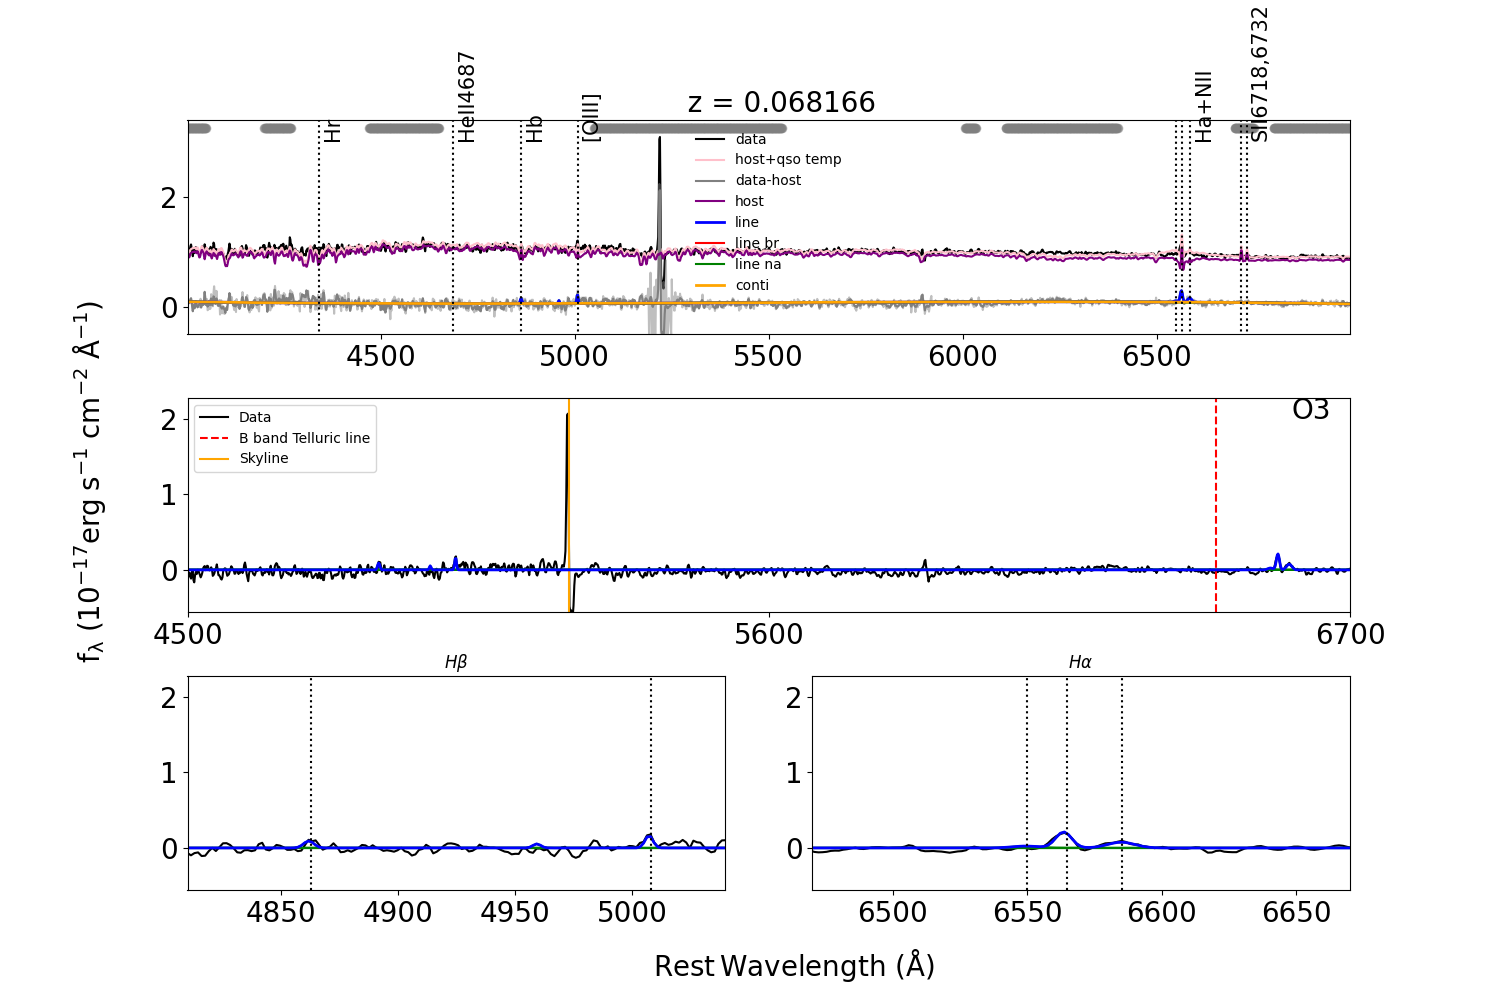 z = 0.068166
Hr
HeII4687
Hb
[OIII]
Ha+NII
SII6718,6732
data
host+qso temp
data-host
host
line
line br
line na
conti
2
0
4500 5000 5500 6000 6500
fλ (10⁻¹⁷erg s⁻¹ cm⁻² Å⁻¹)
O3
Data
B band Telluric line
Skyline
2
1
0
4500 5600 6700
Hβ
2
1
0
4850 4900 4950 5000
Hα
2
1
0
6500 6550 6600 6650
Rest Wavelength (Å)